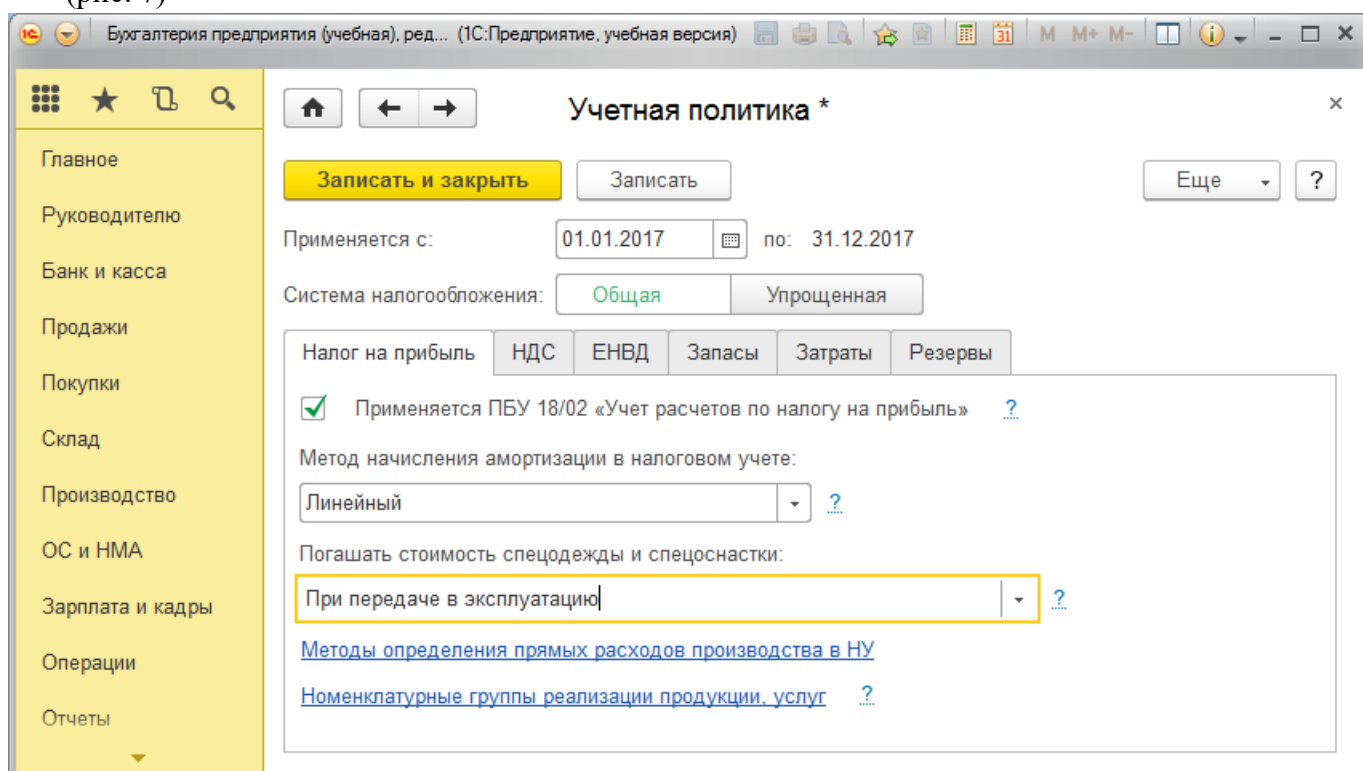 (рис. 7)
1С Бухгалтерия предприятия (учебная), ред... (1С:Предприятие, учебная версия) 31 M M+ M-
Учетная политика *
Главное
Записать и закрыть Записать Еще ?
Руководителю
Применяется с: 01.01.2017 по: 31.12.2017
Банк и касса
Система налогообложения: Общая Упрощенная
Продажи
Налог на прибыль НДС ЕНВД Запасы Затраты Резервы
Покупки
Применяется ПБУ 18/02 «Учет расчетов по налогу на прибыль» ?
Склад
Метод начисления амортизации в налоговом учете:
Производство
Линейный ?
ОС и НМА
Погашать стоимость спецодежды и спецоснастки:
Зарплата и кадры
При передаче в эксплуатацию ?
Методы определения прямых расходов производства в НУ
Операции
Номенклатурные группы реализации продукции, услуг ?
Отчеты